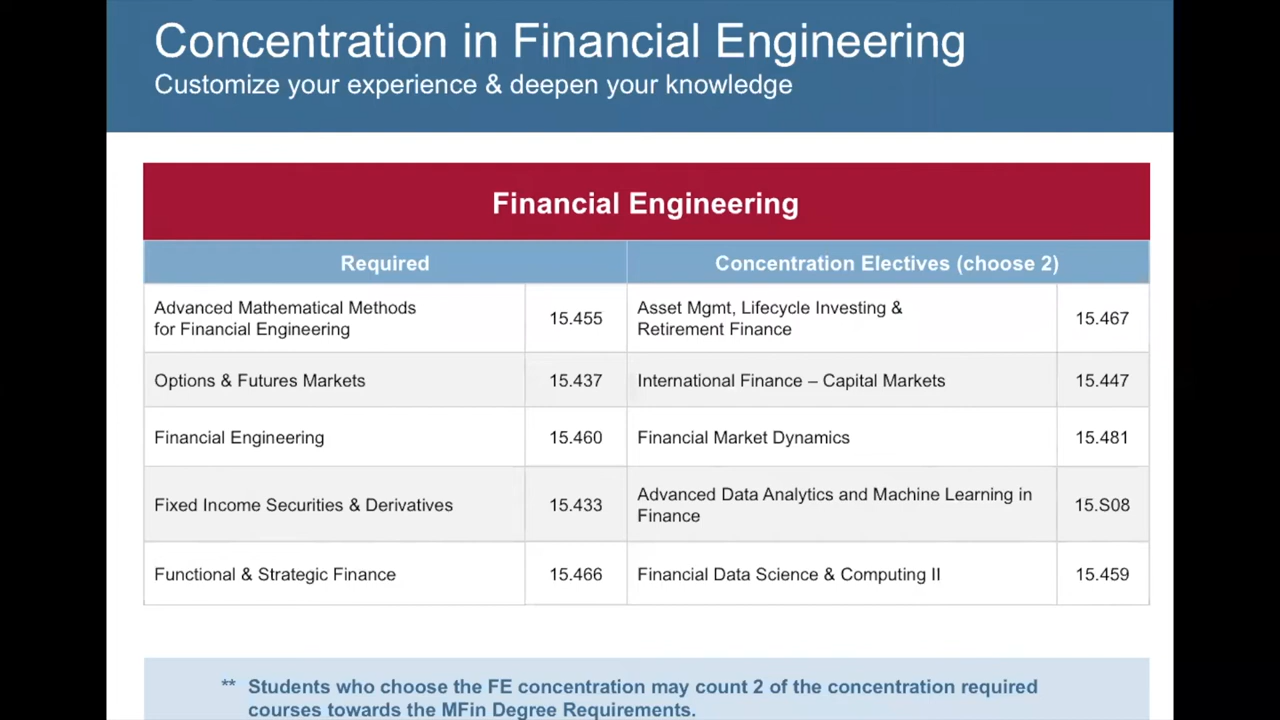 Concentration in Financial Engineering
Customize your experience & deepen your knowledge
Financial Engineering
Required
Concentration Electives (choose 2)
Advanced Mathematical Methods
for Financial Engineering
15.455
Asset Mgmt, Lifecycle Investing &
Retirement Finance
15.467
Options & Futures Markets
15.437
International Finance – Capital Markets
15.447
Financial Engineering
15.460
Financial Market Dynamics
15.481
Fixed Income Securities & Derivatives
15.433
Advanced Data Analytics and Machine Learning in
Finance
15.S08
Functional & Strategic Finance
15.466
Financial Data Science & Computing II
15.459
** Students who choose the FE concentration may count 2 of the concentration required
courses towards the MFin Degree Requirements.